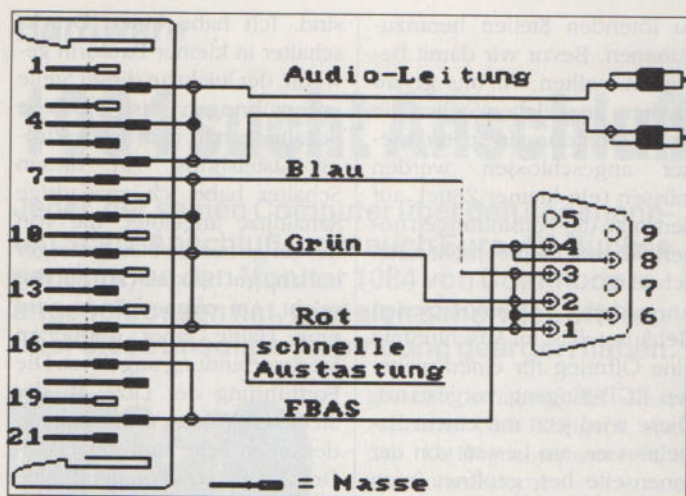 1
4
7
10
13
16
19
21
Audio-Leitung
Blau
Grün
Rot
schnelle
Austastung
FBAS
5
4
3
2
1
9
8
7
6
= Masse